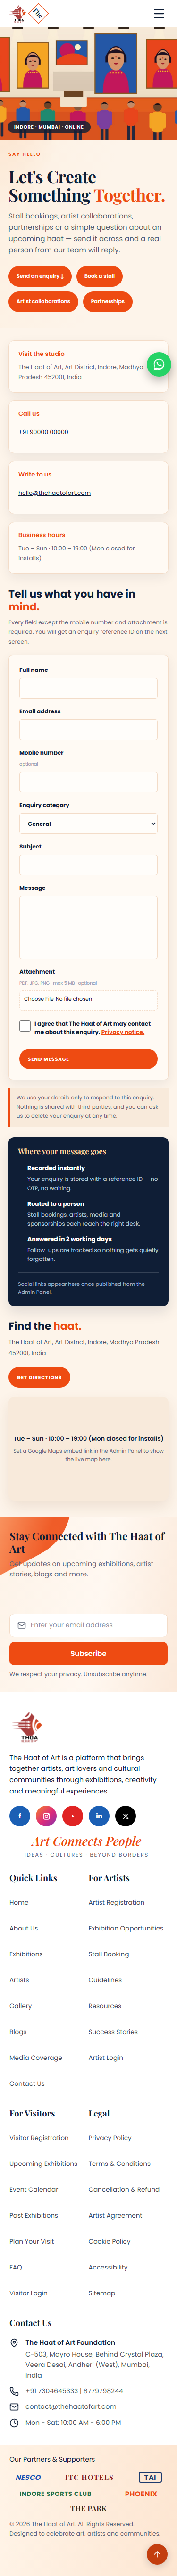 THOA
The
INDORE · MUMBAI · ONLINE
SAY HELLO
Let's Create
Something Together.
Stall bookings, artist collaborations,
partnerships or a simple question about an
upcoming haat — send it across and a real
person from our team will reply.
Send an enquiry ↓
Book a stall
Artist collaborations
Partnerships
Visit the studio
The Haat of Art, Art District, Indore, Madhya
Pradesh 452001, India
Call us
+91 90000 00000
Write to us
hello@thehaatofart.com
Business hours
Tue – Sun · 10:00 – 19:00 (Mon closed for
installs)
Tell us what you have in
mind.
Every field except the mobile number and attachment is
required. You will get an enquiry reference ID on the next
screen.
Full name
Email address
Mobile number
optional
Enquiry category
General
Subject
Message
Attachment
PDF, JPG, PNG · max 5 MB · optional
Choose File No file chosen
I agree that The Haat of Art may contact
me about this enquiry. Privacy notice.
SEND MESSAGE
We use your details only to respond to this enquiry.
Nothing is shared with third parties, and you can ask
us to delete your enquiry at any time.
Where your message goes
Recorded instantly
Your enquiry is stored with a reference ID — no
OTP, no waiting.
Routed to a person
Stall bookings, artists, media and
sponsorships each reach the right desk.
Answered in 2 working days
Follow-ups are tracked so nothing gets quietly
forgotten.
Social links appear here once published from the
Admin Panel.
Find the haat.
The Haat of Art, Art District, Indore, Madhya Pradesh
452001, India
GET DIRECTIONS
Tue – Sun · 10:00 – 19:00 (Mon closed for installs)
Set a Google Maps embed link in the Admin Panel to show
the live map here.
Stay Connected with The Haat of
Art
Get updates on upcoming exhibitions, artist
stories, blogs and more.
Enter your email address
Subscribe
We respect your privacy. Unsubscribe anytime.
THOA
The Haat of Art is a platform that brings
together artists, art lovers and cultural
communities through exhibitions, creativity
and meaningful experiences.
Art Connects People
IDEAS · CULTURES · BEYOND BORDERS
Quick Links
Home
About Us
Exhibitions
Artists
Gallery
Blogs
Media Coverage
Contact Us
For Artists
Artist Registration
Exhibition Opportunities
Stall Booking
Guidelines
Resources
Success Stories
Artist Login
For Visitors
Visitor Registration
Upcoming Exhibitions
Event Calendar
Past Exhibitions
Plan Your Visit
FAQ
Visitor Login
Legal
Privacy Policy
Terms & Conditions
Cancellation & Refund
Artist Agreement
Cookie Policy
Accessibility
Sitemap
Contact Us
The Haat of Art Foundation
C-503, Mayro House, Behind Crystal Plaza,
Veera Desai, Andheri (West), Mumbai,
India:
+91 7304645333 | 8779798244
contact@thehaatofart.com
Mon - Sat: 10:00 AM - 6:00 PM
Our Partners & Supporters
NESCO
ITC HOTELS
TAJ
INDORE SPORTS CLUB
PHOENIX
THE PARK
© 2026 The Haat of Art. All Rights Reserved.
Designed to celebrate art, artists and communities.